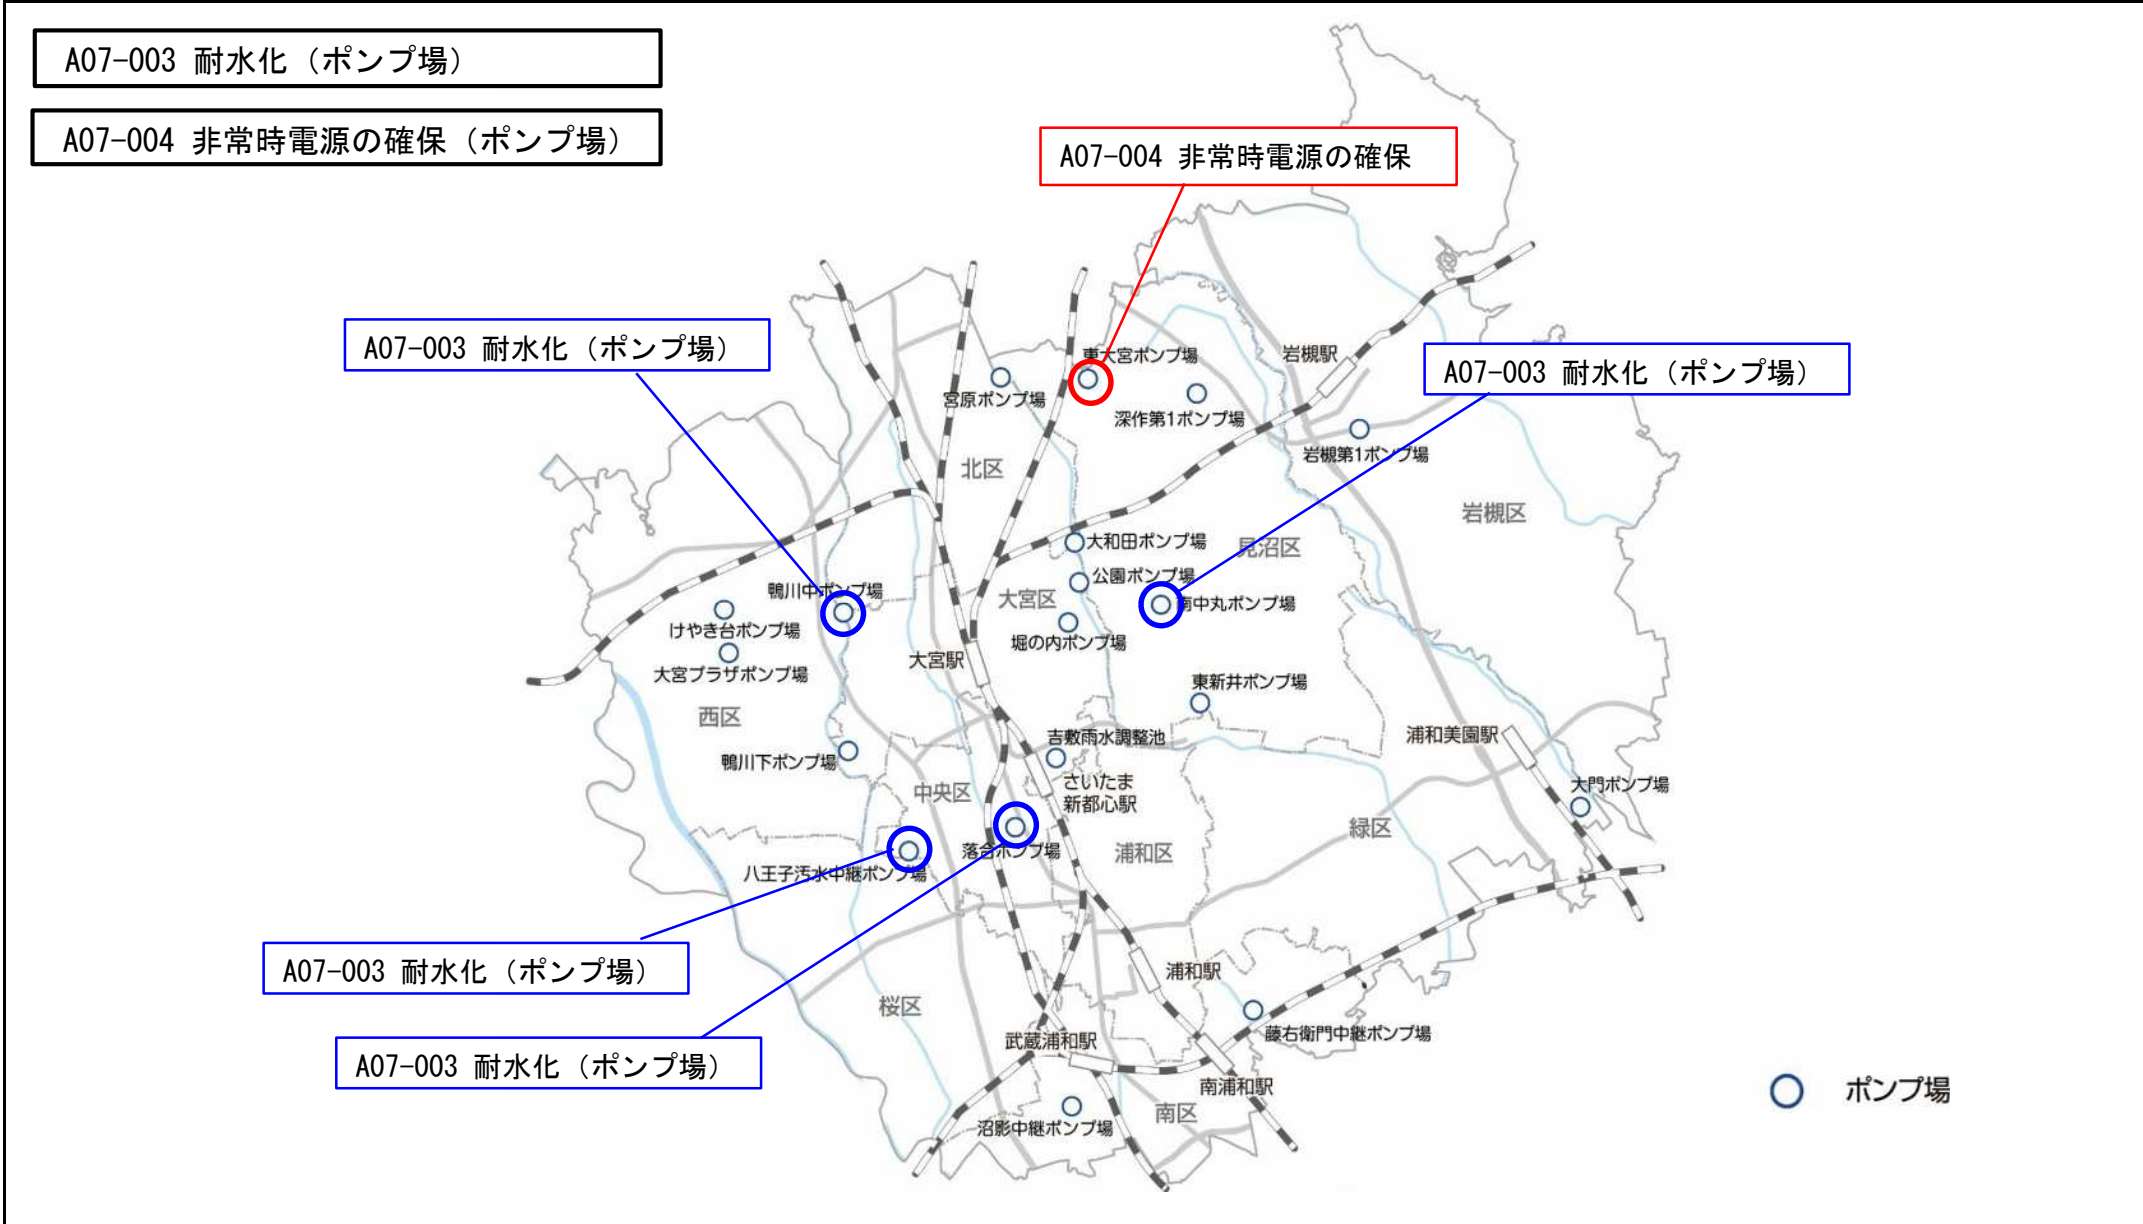 A07-003 耐水化（ポンプ場）
A07-004 非常時電源の確保（ポンプ場）
A07-004 非常時電源の確保
A07-003 耐水化（ポンプ場）
A07-003 耐水化（ポンプ場）
東大宮ポンプ場
岩槻駅
宮原ポンプ場
深作第1ポンプ場
岩槻第1ポンプ場
北区
岩槻区
大和田ポンプ場
見沼区
公園ポンプ場
鴨川中ポンプ場
大宮区
南中丸ポンプ場
けやき台ポンプ場
堀の内ポンプ場
大宮駅
大宮プラザポンプ場
東新井ポンプ場
西区
吉敷雨水調整池
浦和美園駅
鴨川下ポンプ場
さいたま
新都心駅
大門ポンプ場
中央区
緑区
落合ポンプ場
浦和区
八王子汚水中継ポンプ場
A07-003 耐水化（ポンプ場）
浦和駅
桜区
藤右衛門中継ポンプ場
武蔵浦和駅
A07-003 耐水化（ポンプ場）
南浦和駅
ポンプ場
南区
沼影中継ポンプ場